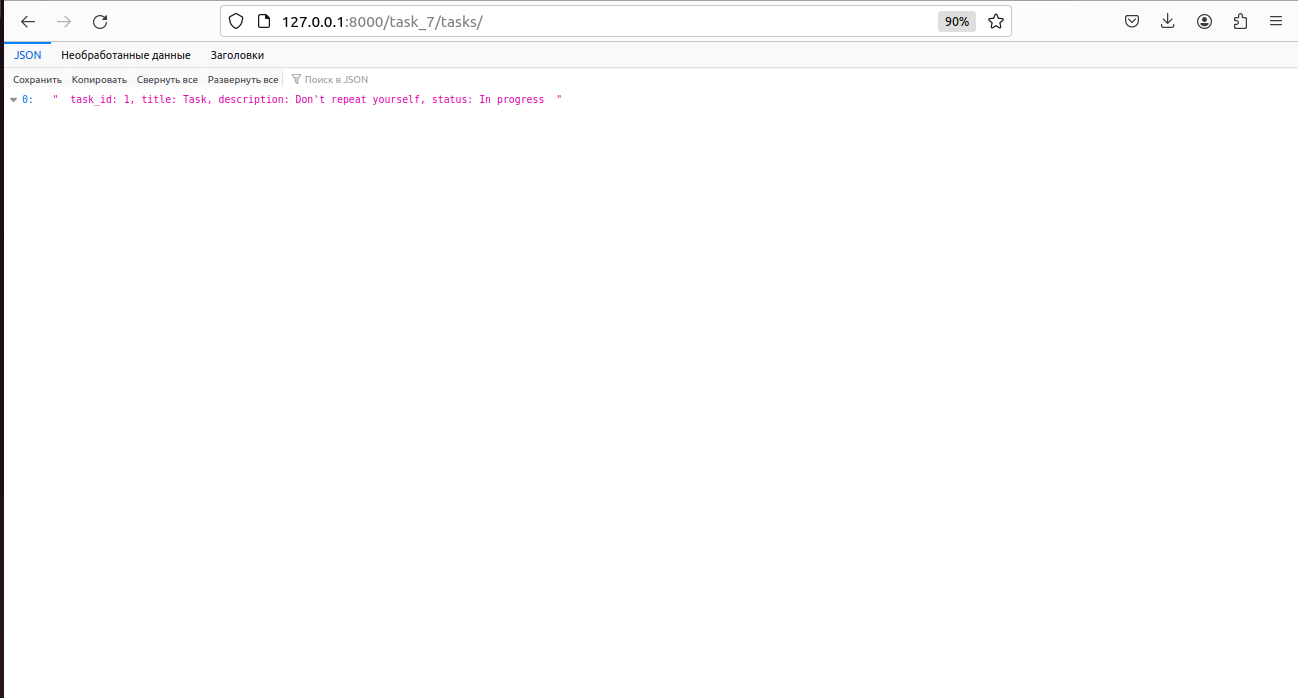 127.0.0.1:8000/task_7/tasks/ 90%
JSON Необработанные данные Заголовки
Сохранить Копировать Свернуть все Развернуть все Поиск в JSON
0: "  task_id: 1, title: Task, description: Don't repeat yourself, status: In progress  "